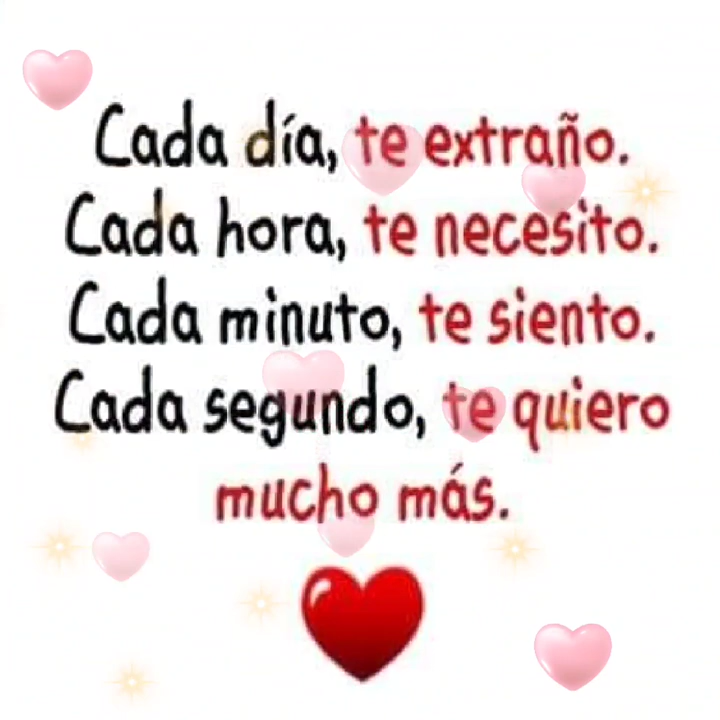 Cada día, te extraño.
Cada hora, te necesito.
Cada minuto, te siento.
Cada segundo, te quiero
mucho más.